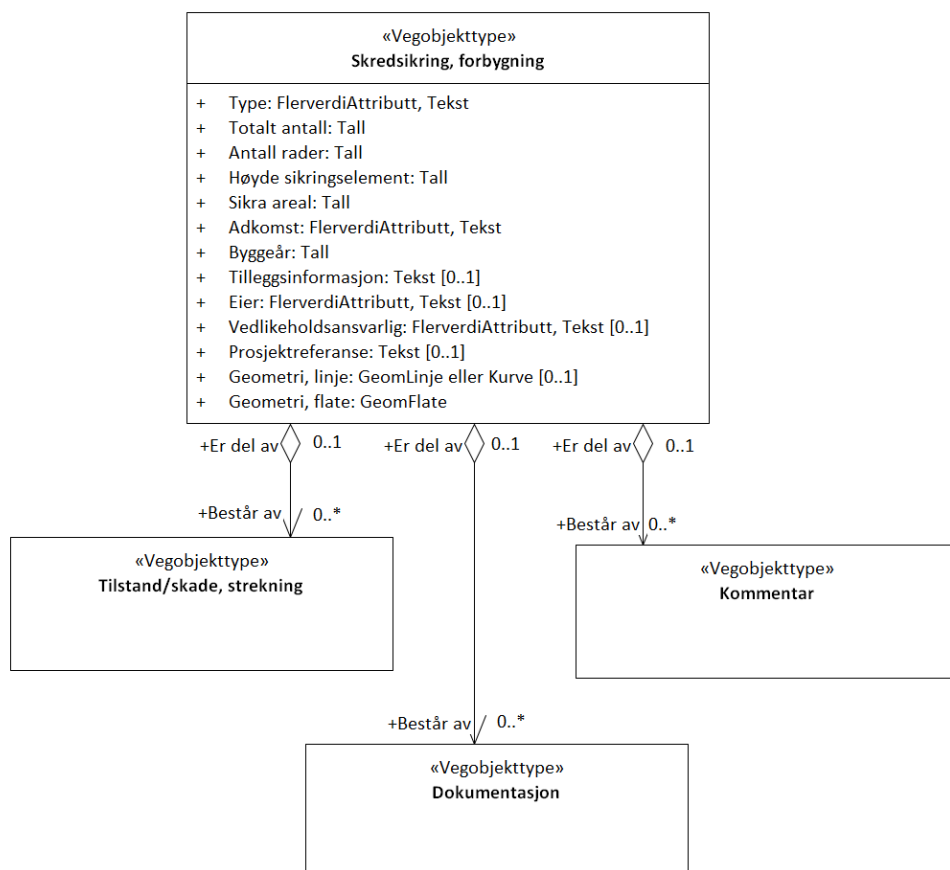 «Vegobjekttype»
Skredsikring, forbygning
+ Type: FlerverdiAttributt, Tekst
+ Totalt antall: Tall
+ Antall rader: Tall
+ Høyde sikringselement: Tall
+ Sikra areal: Tall
+ Adkomst: FlerverdiAttributt, Tekst
+ Byggeår: Tall
+ Tilleggsinformasjon: Tekst [0..1]
+ Eier: FlerverdiAttributt, Tekst [0..1]
+ Vedlikeholdsansvarlig: FlerverdiAttributt, Tekst [0..1]
+ Prosjektreferanse: Tekst [0..1]
+ Geometri, linje: GeomLinje eller Kurve [0..1]
+ Geometri, flate: GeomFlate
+Er del av 0..1 +Er del av 0..1 +Er del av 0..1
+Består av 0..*
+Består av 0..*
«Vegobjekttype»
Tilstand/skade, strekning
«Vegobjekttype»
Kommentar
+Består av 0..*
«Vegobjekttype»
Dokumentasjon